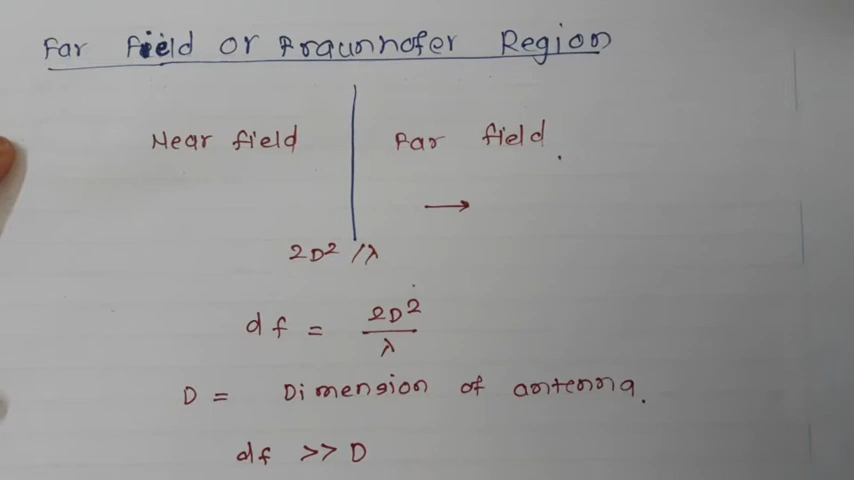 Far Field or Fraunhofer Region
Near field Far field.
→
2D² /λ
df = 2D²/λ
D = Dimension of antenna.
df >> D